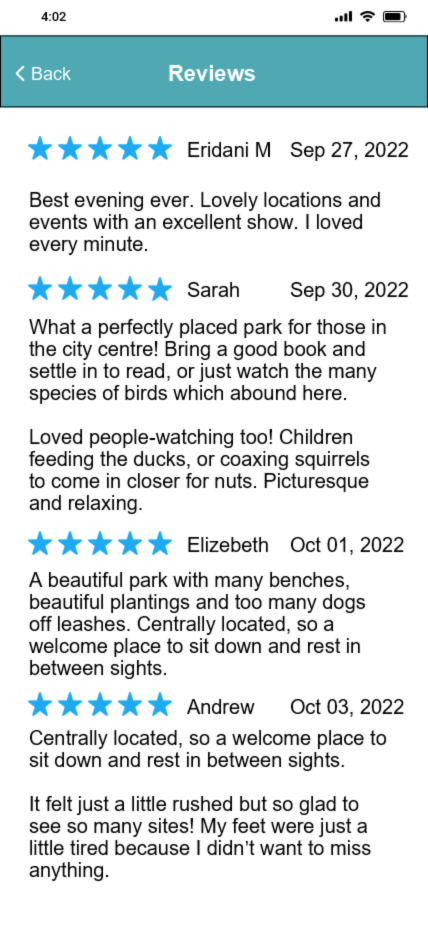 4:02
Back
Reviews
Eridani M Sep 27, 2022
Best evening ever. Lovely locations and
events with an excellent show. I loved
every minute.
Sarah Sep 30, 2022
What a perfectly placed park for those in
the city centre! Bring a good book and
settle in to read, or just watch the many
species of birds which abound here.
Loved people-watching too! Children
feeding the ducks, or coaxing squirrels
to come in closer for nuts. Picturesque
and relaxing.
Elizebeth Oct 01, 2022
A beautiful park with many benches,
beautiful plantings and too many dogs
off leashes. Centrally located, so a
welcome place to sit down and rest in
between sights.
Andrew Oct 03, 2022
Centrally located, so a welcome place to
sit down and rest in between sights.
It felt just a little rushed but so glad to
see so many sites! My feet were just a
little tired because I didn’t want to miss
anything.